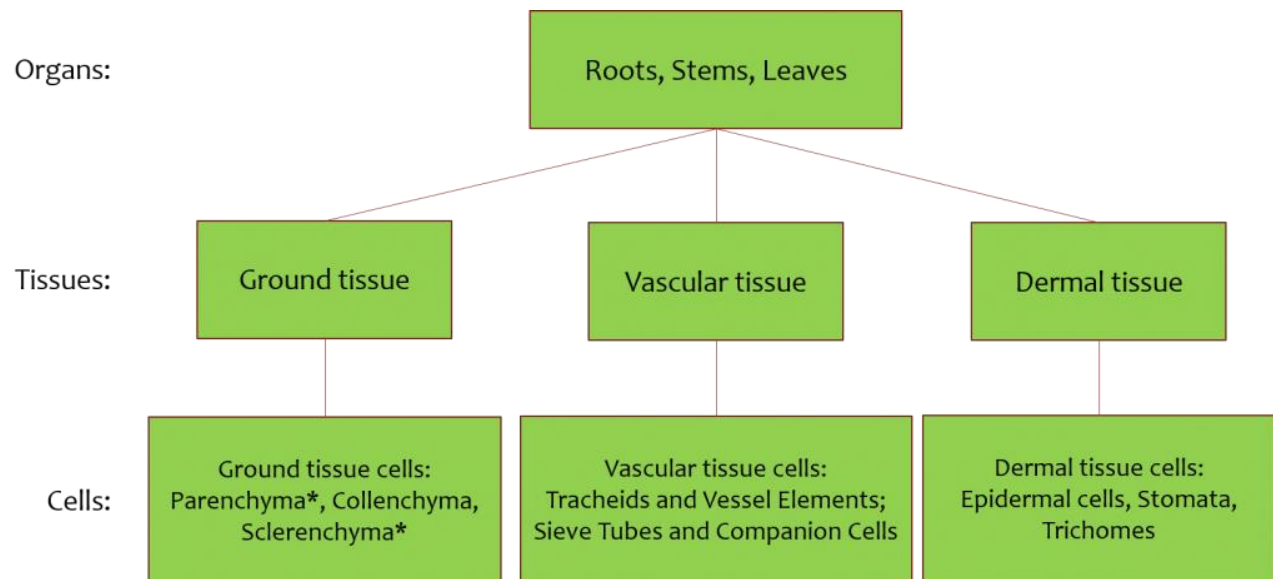 Organs:
Roots, Stems, Leaves
Tissues:
Ground tissue
Vascular tissue
Dermal tissue
Cells:
Ground tissue cells:
Parenchyma*, Collenchyma,
Sclerenchyma*
Vascular tissue cells:
Tracheids and Vessel Elements;
Sieve Tubes and Companion Cells
Dermal tissue cells:
Epidermal cells, Stomata,
Trichomes